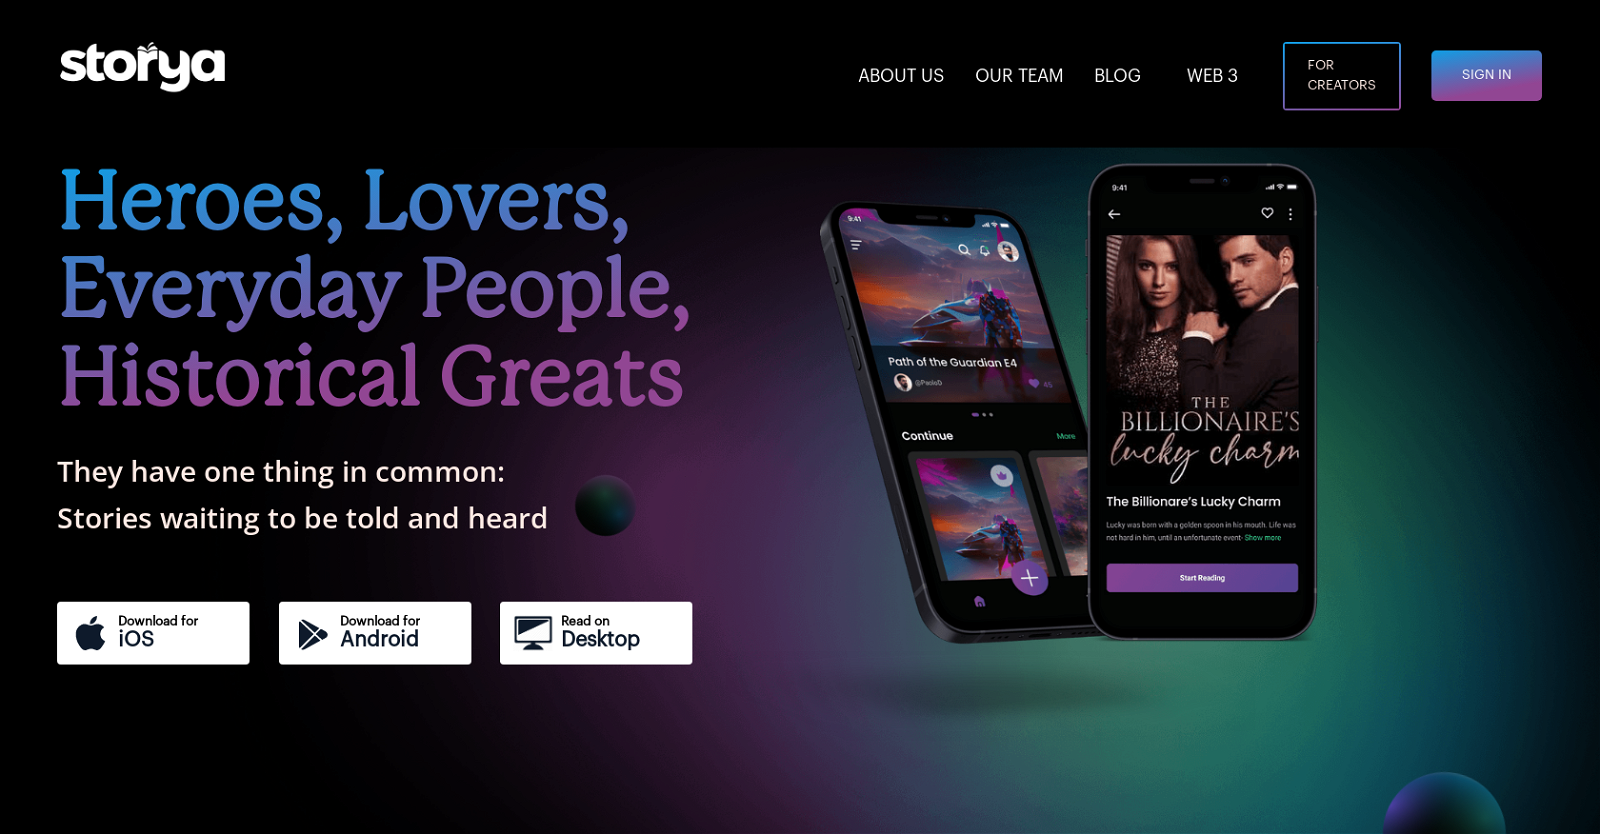 storya
ABOUT US
OUR TEAM
BLOG
WEB 3
FOR
CREATORS
SIGN IN
Heroes, Lovers,
Everyday People,
Historical Greats
They have one thing in common:
Stories waiting to be told and heard
Download for
iOS
Download for
Android
Read on
Desktop
9:41
Path of the Guardian E4
@PaoloD
45
Continue
More
9:41
THE
BILLIONAIRE'S
lucky charm
The Billionare's Lucky Charm
Lucky was born with a golden spoon in his mouth. Life was
not hard in him, until an unfortunate event- Show more
Start Reading